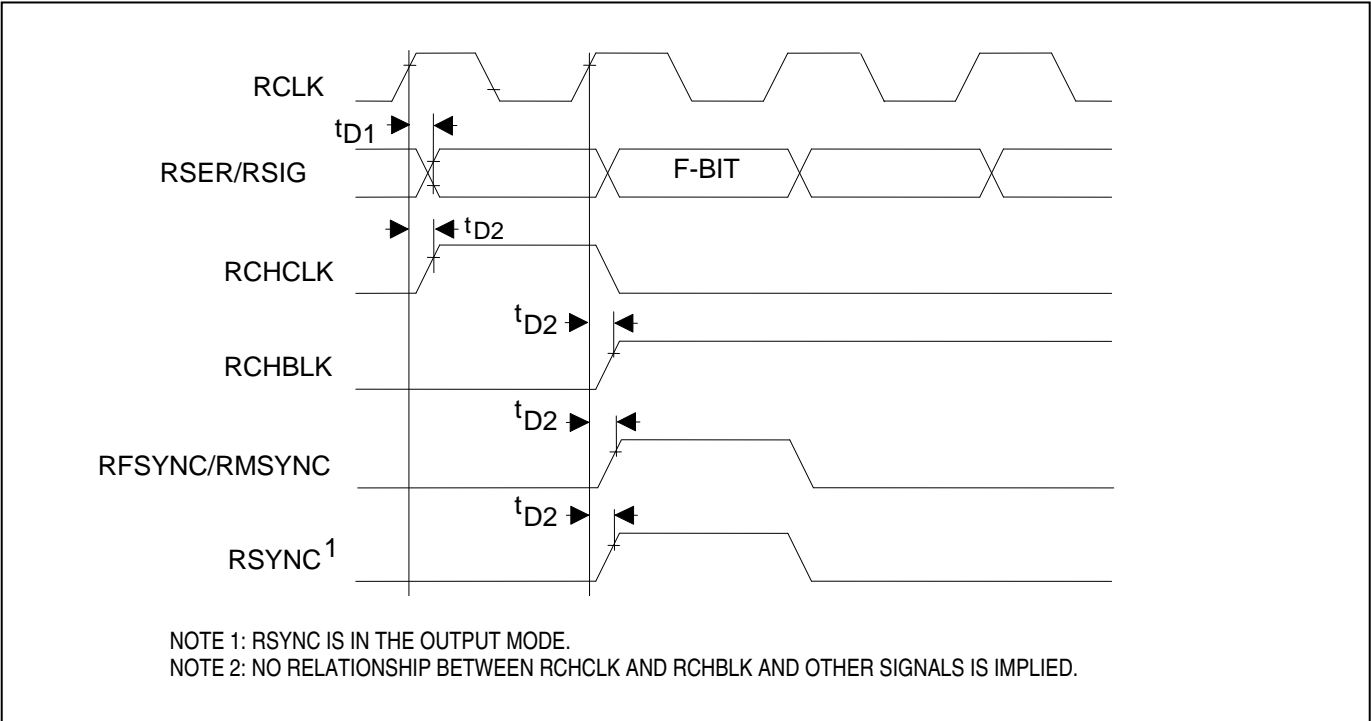 RCLK
tD1
RSER/RSIG
F-BIT
tD2
RCHCLK
tD2
RCHBLK
tD2
RFSYNC/RMSYNC
tD2
RSYNC1
NOTE 1: RSYNC IS IN THE OUTPUT MODE.
NOTE 2: NO RELATIONSHIP BETWEEN RCHCLK AND RCHBLK AND OTHER SIGNALS IS IMPLIED.